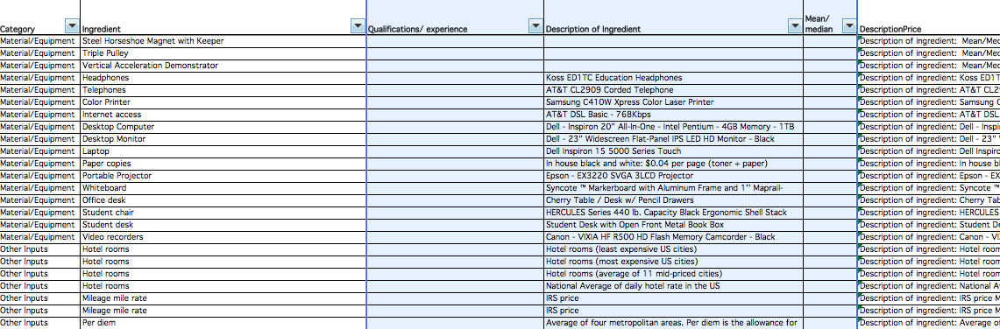 Category Ingredient Qualifications/ experience Description of Ingredient Mean/ median DescriptionPrice
Material/Equipment Steel Horseshoe Magnet with Keeper Description of ingredient: Mean/Med
Material/Equipment Triple Pulley Description of ingredient: Mean/Med
Material/Equipment Vertical Acceleration Demonstrator Description of ingredient: Mean/Med
Material/Equipment Headphones Koss ED1TC Education Headphones Description of ingredient: Koss ED1T
Material/Equipment Telephones AT&T CL2909 Corded Telephone Description of ingredient: AT&T CL2
Material/Equipment Color Printer Samsung C410W Xpress Color Laser Printer Description of ingredient: Samsung C
Material/Equipment Internet access AT&T DSL Basic - 768Kbps Description of ingredient: AT&T DSL
Material/Equipment Desktop Computer Dell - Inspiron 20" All-In-One - Intel Pentium - 4GB Memory - 1TB Description of ingredient: Dell - Inspi
Material/Equipment Desktop Monitor Dell - 23" Widescreen Flat-Panel IPS LED HD Monitor - Black Description of ingredient: Dell - 23"
Material/Equipment Laptop Dell Inspiron 15 5000 Series Touch Description of ingredient: Dell Inspiro
Material/Equipment Paper copies In house black and white: $0.04 per page (toner + paper) Description of ingredient: In house bl
Material/Equipment Portable Projector Epson - EX3220 SVGA 3LCD Projector Description of ingredient: Epson - EX
Material/Equipment Whiteboard Syncote ™ Markerboard with Aluminum Frame and 1'' Maprail- Description of ingredient: Syncote ™
Material/Equipment Office desk Cherry Table / Desk w/ Pencil Drawers Description of ingredient: Cherry Tab
Material/Equipment Student chair HERCULES Series 440 lb. Capacity Black Ergonomic Shell Stack Description of ingredient: HERCULES
Material/Equipment Student desk Student Desk with Open Front Metal Book Box Description of ingredient: Student De
Material/Equipment Video recorders Canon - VIXIA HF R500 HD Flash Memory Camcorder - Black Description of ingredient: Canon - VI
Other Inputs Hotel rooms Hotel rooms (least expensive US cities) Description of ingredient: Hotel room
Other Inputs Hotel rooms Hotel rooms (most expensive US cities) Description of ingredient: Hotel room
Other Inputs Hotel rooms Hotel rooms (average of 11 mid-priced cities) Description of ingredient: Hotel room
Other Inputs Hotel rooms National Average of daily hotel rate in the US Description of ingredient: National A
Other Inputs Mileage mile rate IRS price Description of ingredient: IRS price M
Other Inputs Mileage mile rate IRS price Description of ingredient: IRS price M
Other Inputs Per diem Average of four metropolitan areas. Per diem is the allowance for Description of ingredient: Average of